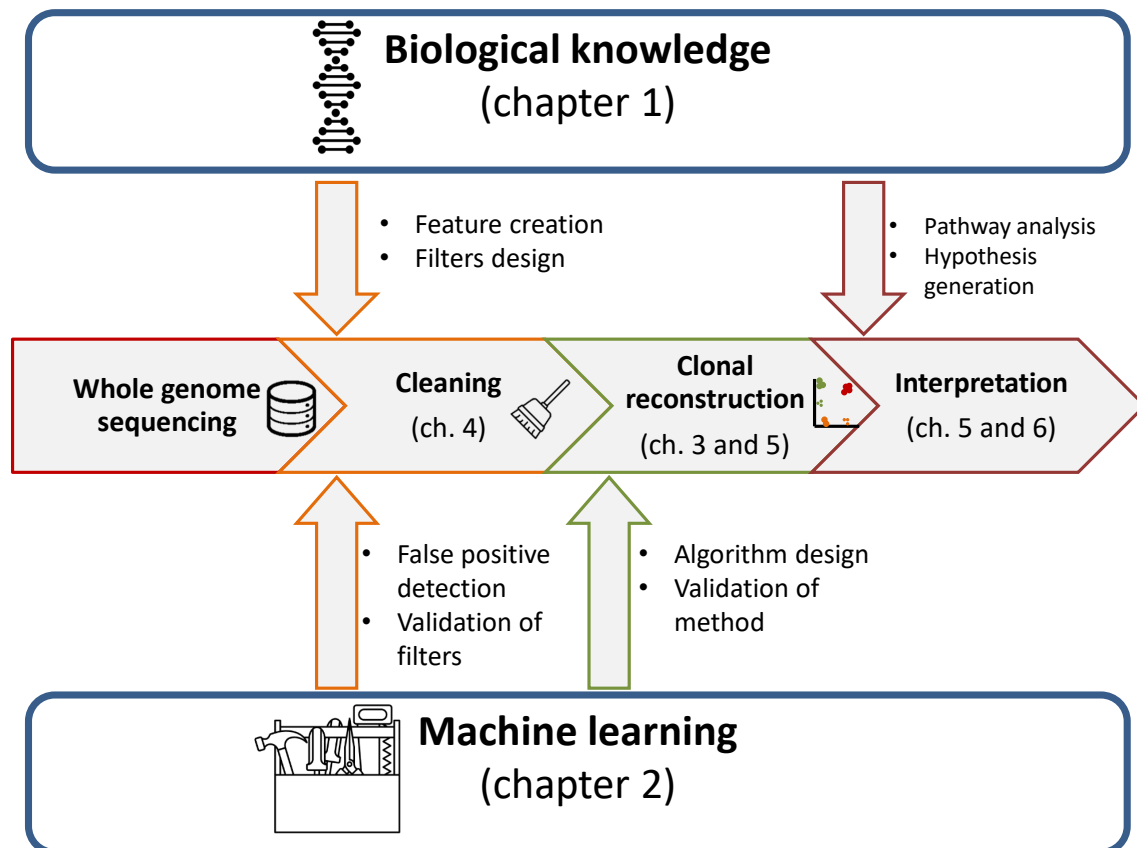 Biological knowledge
(chapter 1)
• Feature creation
• Filters design
• Pathway analysis
• Hypothesis
generation
Whole genome
sequencing
Cleaning
(ch. 4)
Clonal
reconstruction
(ch. 3 and 5)
Interpretation
(ch. 5 and 6)
• False positive
detection
• Validation of
filters
• Algorithm design
• Validation of
method
Machine learning
(chapter 2)